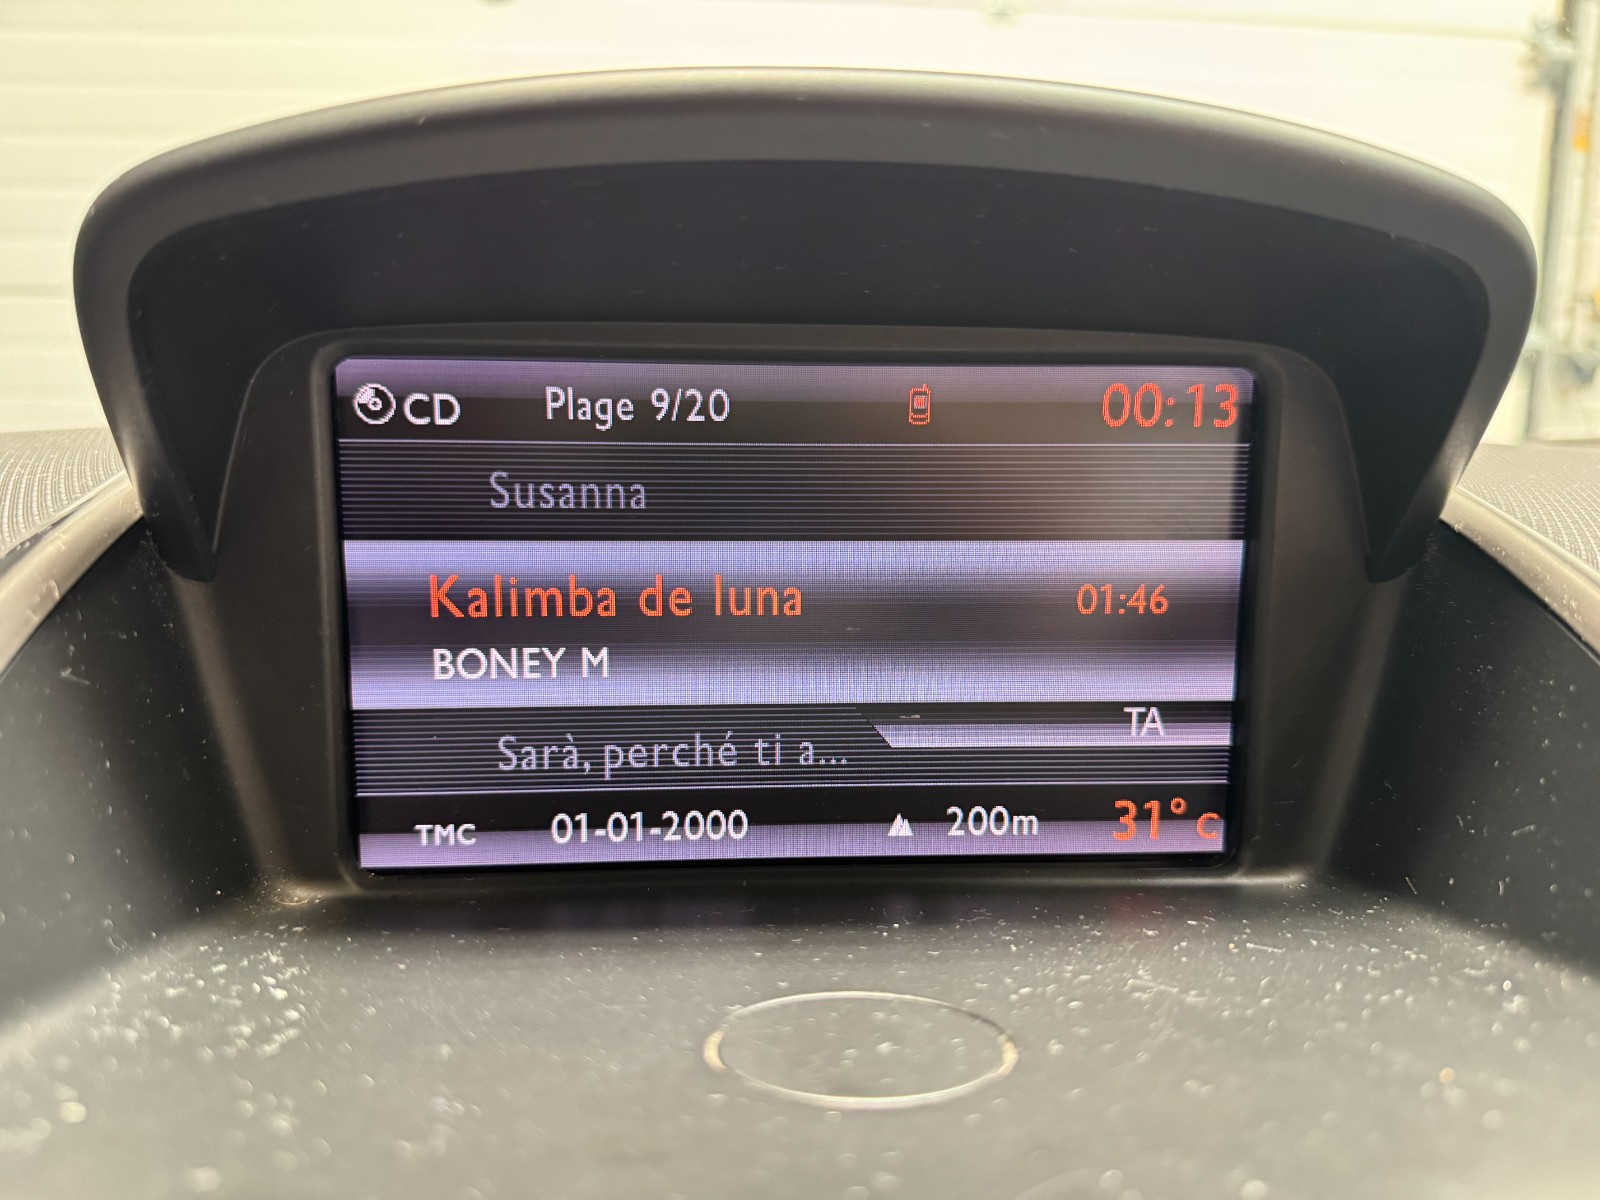 CD Plage 9/20 00:13
Susanna
Kalimba de luna 01:46
BONEY M
TA
Sarà, perché ti a...
TMC 01-01-2000 200m 31°C